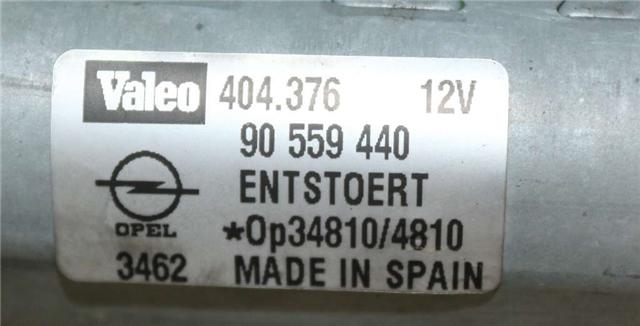 Valeo 404.376 12V
90 559 440
ENTSTOERT
OPEL *Op34810/4810
3462 MADE IN SPAIN